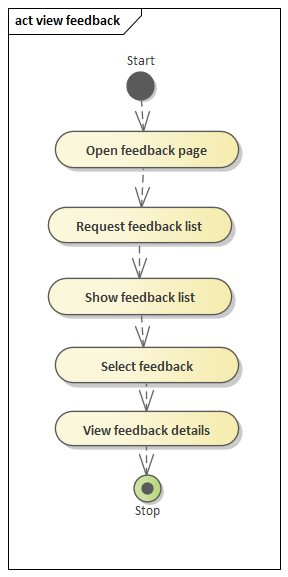 act view feedback
Start
Open feedback page
Request feedback list
Show feedback list
Select feedback
View feedback details
Stop